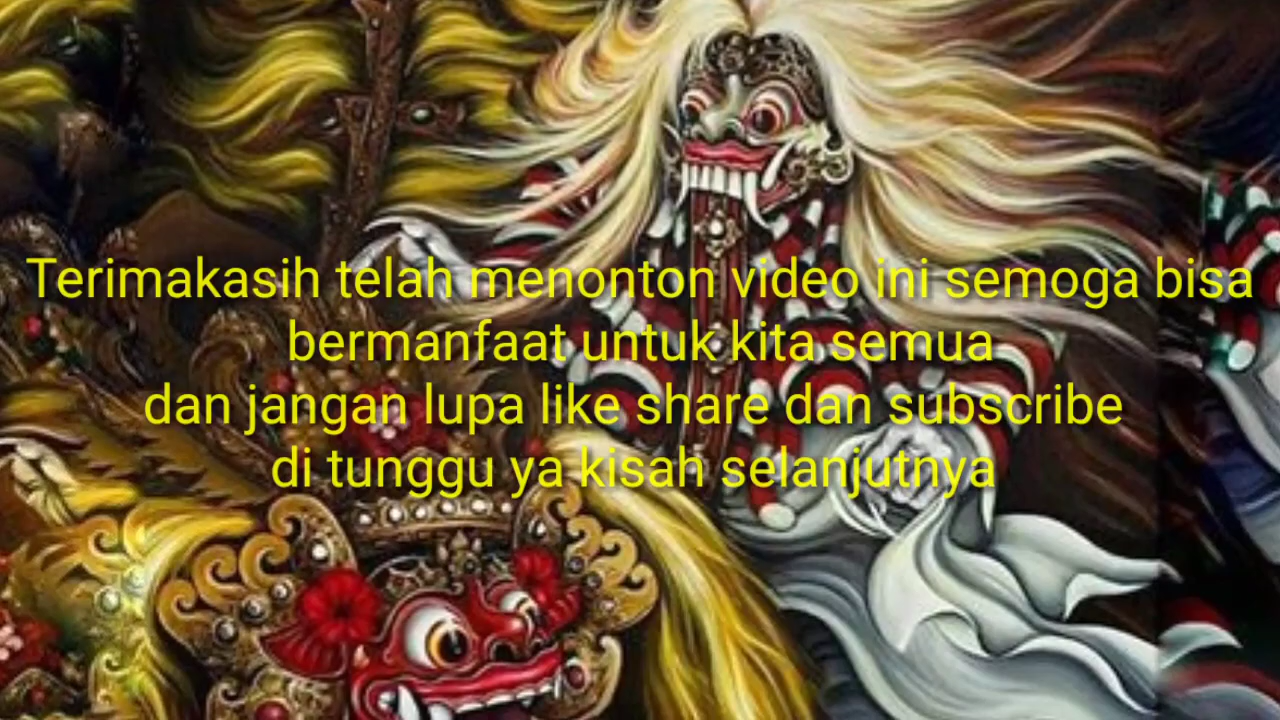 Terimakasih telah menonton video ini semoga bisa
bermanfaat untuk kita semua
dan jangan lupa like share dan subscribe
di tunggu ya kisah selanjutnya